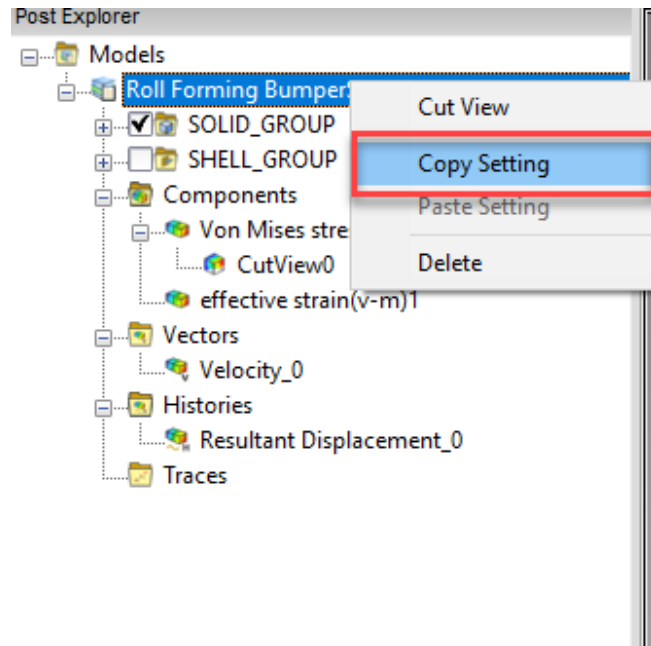 Post Explorer
Models
Roll Forming Bumper
SOLID_GROUP
SHELL_GROUP
Components
Von Mises stre
CutView0
effective strain(v-m)1
Vectors
Velocity_0
Histories
Resultant Displacement_0
Traces
Cut View
Copy Setting
Paste Setting
Delete